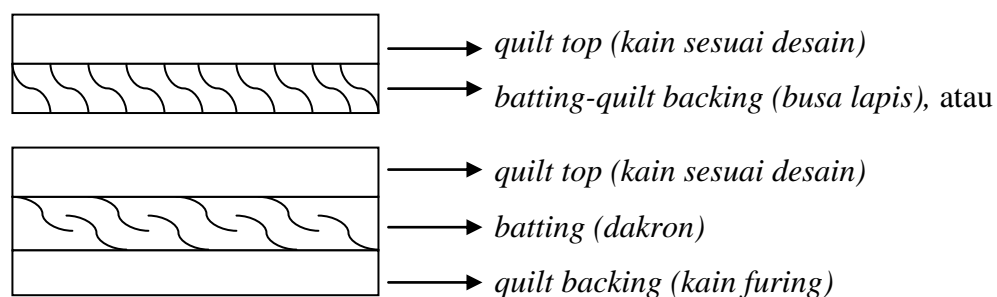 quilt top (kain sesuai desain)
batting-quilt backing (busa lapis), atau
quilt top (kain sesuai desain)
batting (dakron)
quilt backing (kain furing)